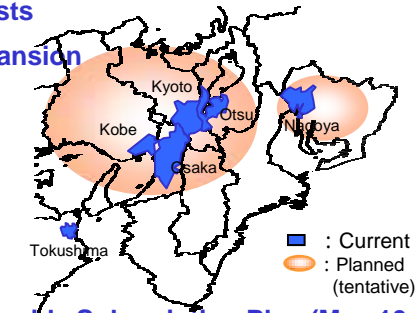 sts
ansion
Kyoto
Otsu
Kobe
Nagoya
Osaka
Tokushima
: Current
: Planned
(tentative)